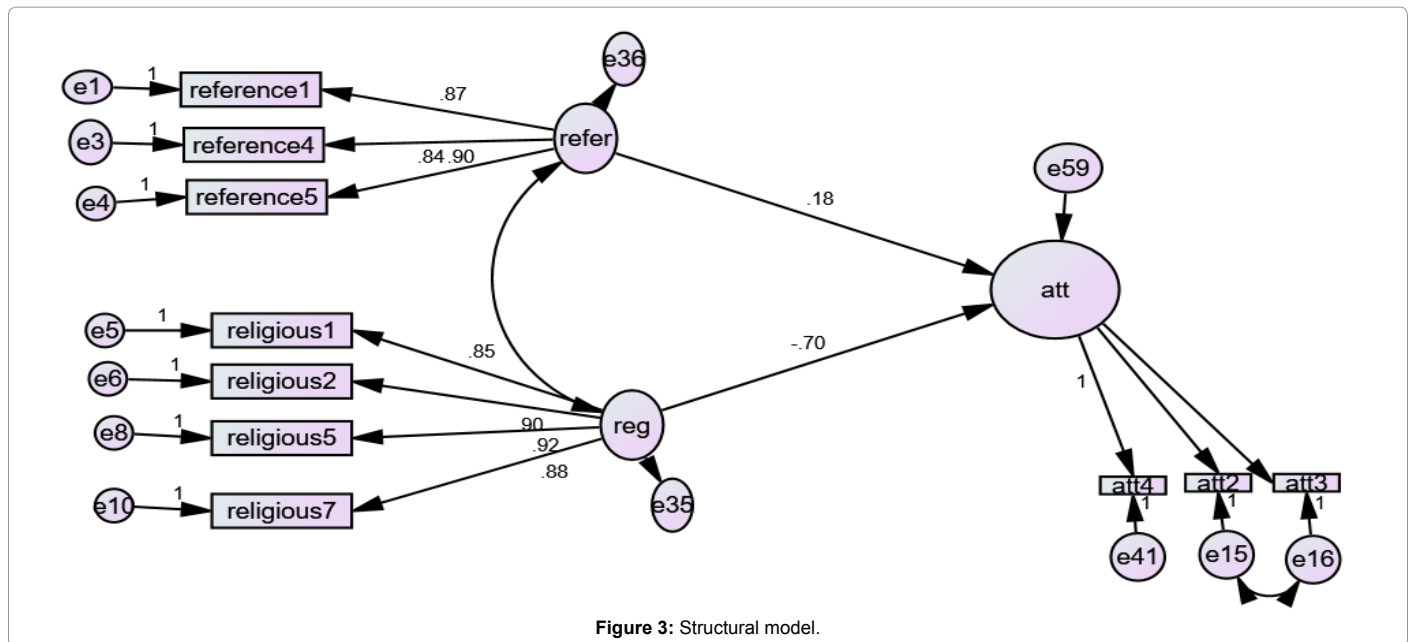 e36
e1
1
reference1
.87
e3
1
reference4
refer
e59
e4
1
reference5
.84
.90
.18
att
e5
1
religious1
.85
-.70
e6
1
religious2
1
e8
1
religious5
reg
.90
.92
.88
e10
1
religious7
e35
att4
att2
att3
1
1
1
e41
e15
e16
Figure 3: Structural model.